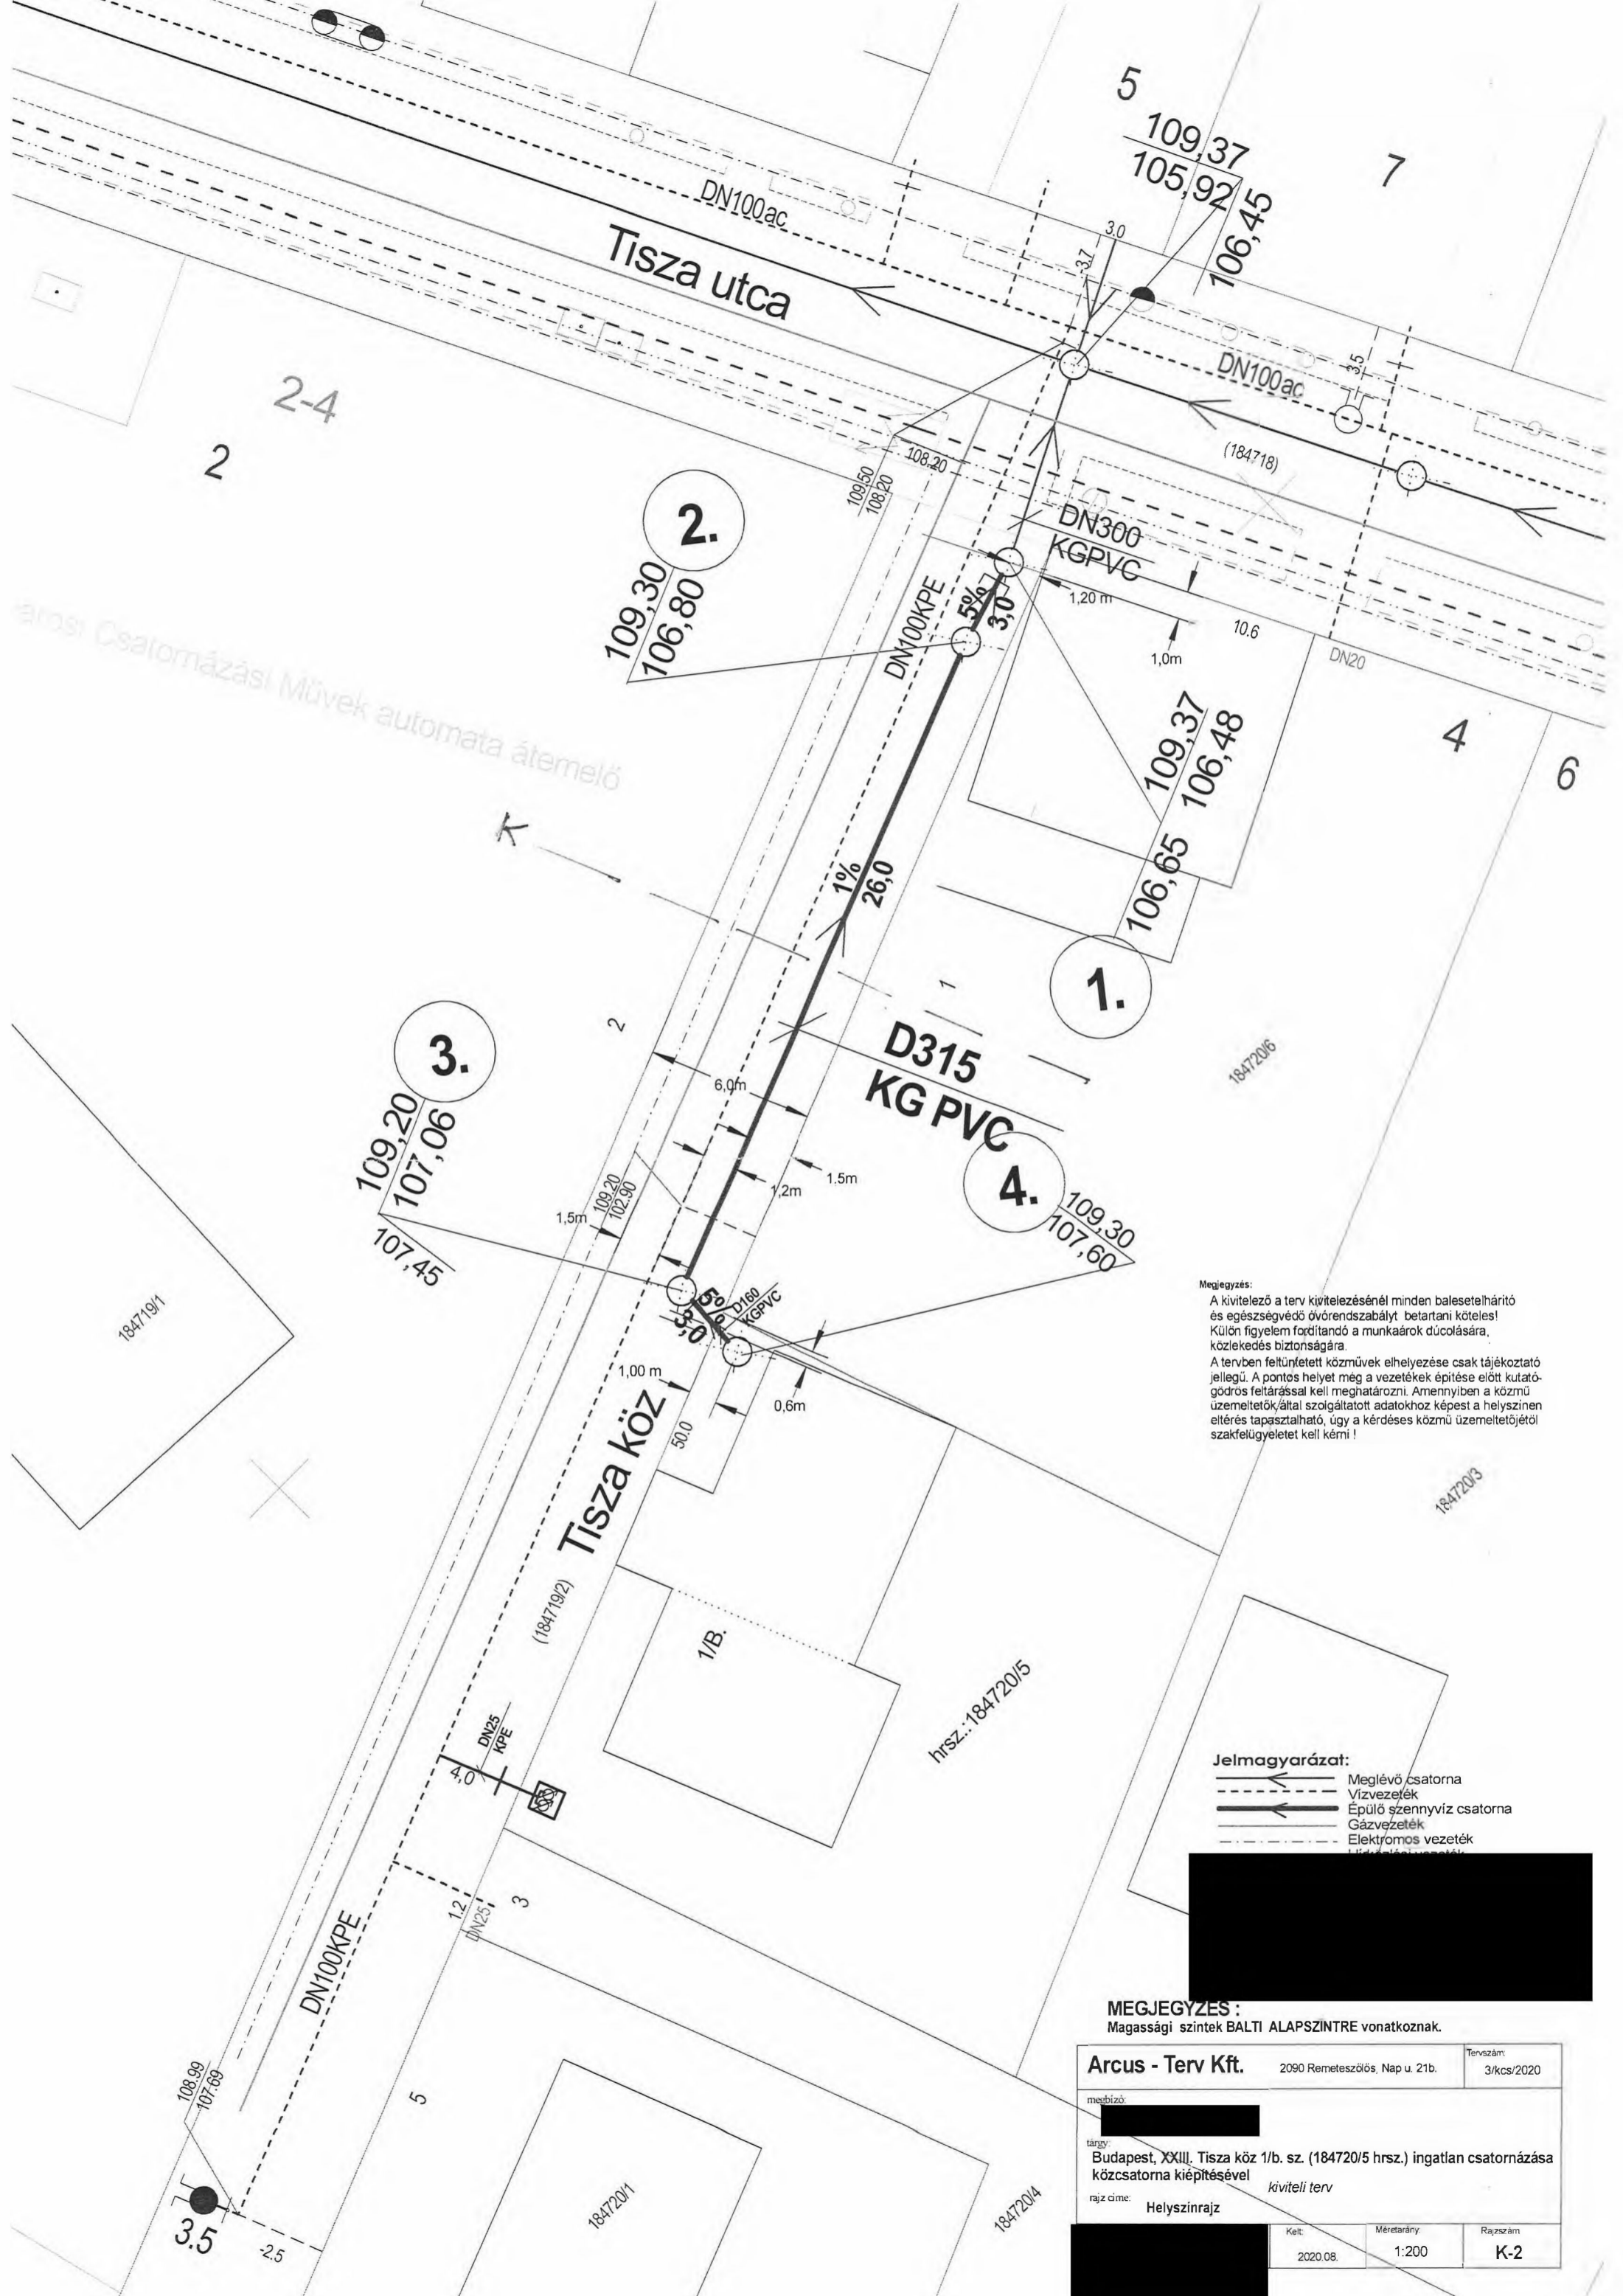 5
109,37
105,92
106,45
7
3.0
3.7
DN100ac
Tisza utca
DN100ac
3.5
(184718)
2-4
2
108.20
109.50
108.20
2.
109,30
106,80
DN300
KGPVC
1,20 m
10.6
1,0m
DN20
DN100KPE
5%
3,0
4
6
Csatornázási Művek automata átemelő
K
109,37
106,48
106,65
1.
1%
26,0
1
D315
KG PVC
184720/6
2
3.
109,20
107,06
107,45
6,0m
1.5m
1,2m
109.20
102.90
1,5m
4.
109,30
107,60
5%
3,0
D160
KGPVC
1,00 m
0,6m
50.0
184719/1
Megjegyzés:
A kivitelező a terv kivitelezésénél minden balesetelhárító
és egészségvédő óvórendszabályt betartani köteles!
Külön figyelem fordítandó a munkaárok dúcolására,
közlekedés biztonságára.
A tervben feltüntetett közművek elhelyezése csak tájékoztató
jellegű. A pontos helyet még a vezetékek építése előtt kutató-
gödrös feltárással kell meghatározni. Amennyiben a közmű
üzemeltetők által szolgáltatott adatokhoz képest a helyszínen
eltérés tapasztalható, úgy a kérdéses közmű üzemeltetőjétől
szakfelügyeletet kell kérni !
184720/3
Tisza köz
(184719/2)
1/B.
hrsz.:184720/5
DN25
KPE
4,0
Jelmagyarázat:
Meglévő csatorna
Vízvezeték
Épülő szennyvíz csatorna
Gázvezeték
Elektromos vezeték
1.2
DN25
3
DN100KPE
5
108.99
107.69
3.5
-2.5
184720/1
184720/4
MEGJEGYZÉS :
Magassági szintek BALTI ALAPSZINTRE vonatkoznak.
Arcus - Terv Kft.
2090 Remeteszőlős, Nap u. 21b.
Tervszám:
3/kcs/2020
megbízó:
tárgy:
Budapest, XXIII. Tisza köz 1/b. sz. (184720/5 hrsz.) ingatlan csatornázása
közcsatorna kiépítésével
kiviteli terv
rajz címe:
Helyszínrajz
Kelt:
2020.08.
Méretarány:
1:200
Rajzszám
K-2